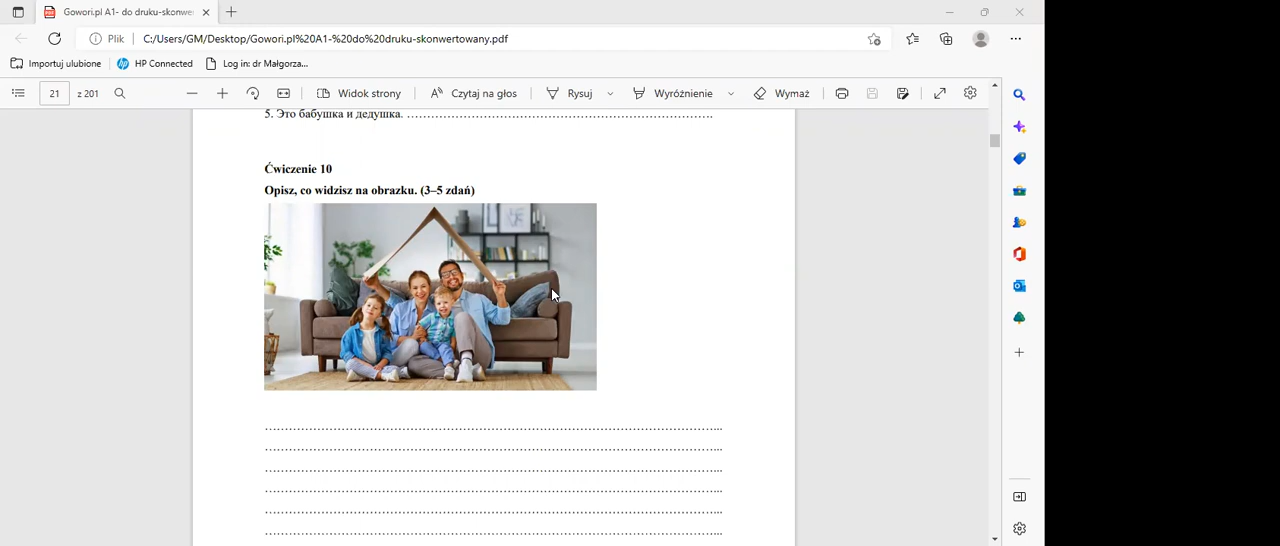 Gowori.pl A1- do druku-skonwe
Plik
C:/Users/GM/Desktop/Gowori.pl%20A1-%20do%20druku-skonwertowany.pdf
Importuj ulubione
HP Connected
Log in: dr Małgorza...
21 z 201
Widok strony
Czytaj na głos
Rysuj
Wyróżnienie
Wymaż
5. Это бабушка и дедушка. ……………………………………………………………….
Ćwiczenie 10
Opisz, co widzisz na obrazku. (3–5 zdań)